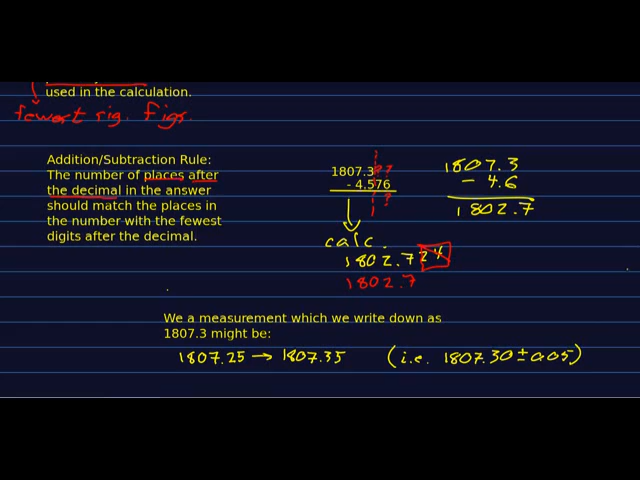 used in the calculation.
fewest sig. figs.
Addition/Subtraction Rule:
The number of places after
the decimal in the answer
should match the places in
the number with the fewest
digits after the decimal.
1807.3??
- 4.576
?
calc.
1802.724
1802.7
1807.3
- 4.6
1802.7
We a measurement which we write down as
1807.3 might be:
1807.25 → 1807.35 (i.e. 1807.30 ± 0.05)